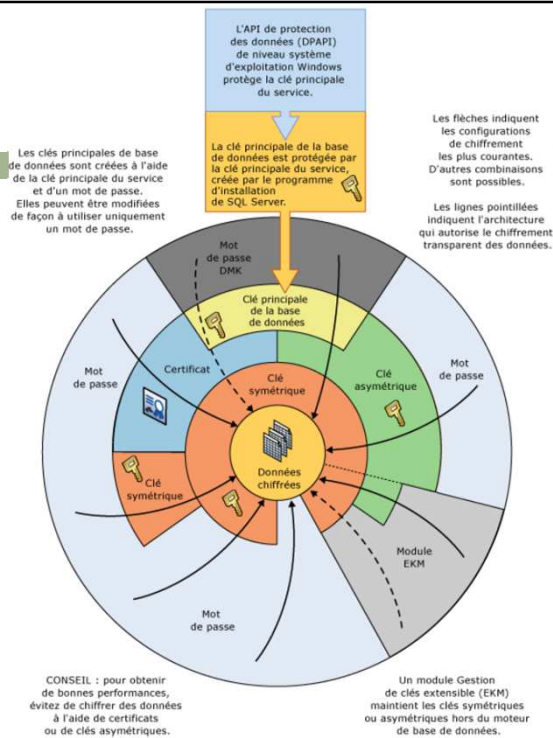 L'API de protection
des données (DPAPI)
de niveau système
d'exploitation Windows
protège la clé principale
du service.
La clé principale de la base
de données est protégée par
la clé principale du service,
créée par le programme
d'installation
de SQL Server.
Les clés principales de base
de données sont créées à l'aide
de la clé principale du service
et d'un mot de passe.
Elles peuvent être modifiées
de façon à utiliser uniquement
un mot de passe.
Les flèches indiquent
les configurations
de chiffrement
les plus courantes.
D'autres combinaisons
sont possibles.
Les lignes pointillées
indiquent l'architecture
qui autorise le chiffrement
transparent des données.
Mot
de passe
DMK
Clé principale
de la base
de données
Mot
de passe
Certificat
Clé
symétrique
Clé
asymétrique
Mot
de passe
Données
chiffrées
Clé
symétrique
Module
EKM
Mot
de passe
CONSEIL : pour obtenir
de bonnes performances,
évitez de chiffrer des données
à l'aide de certificats
ou de clés asymétriques.
Un module Gestion
de clés extensible (EKM)
maintient les clés symétriques
ou asymétriques hors du moteur
de base de données.